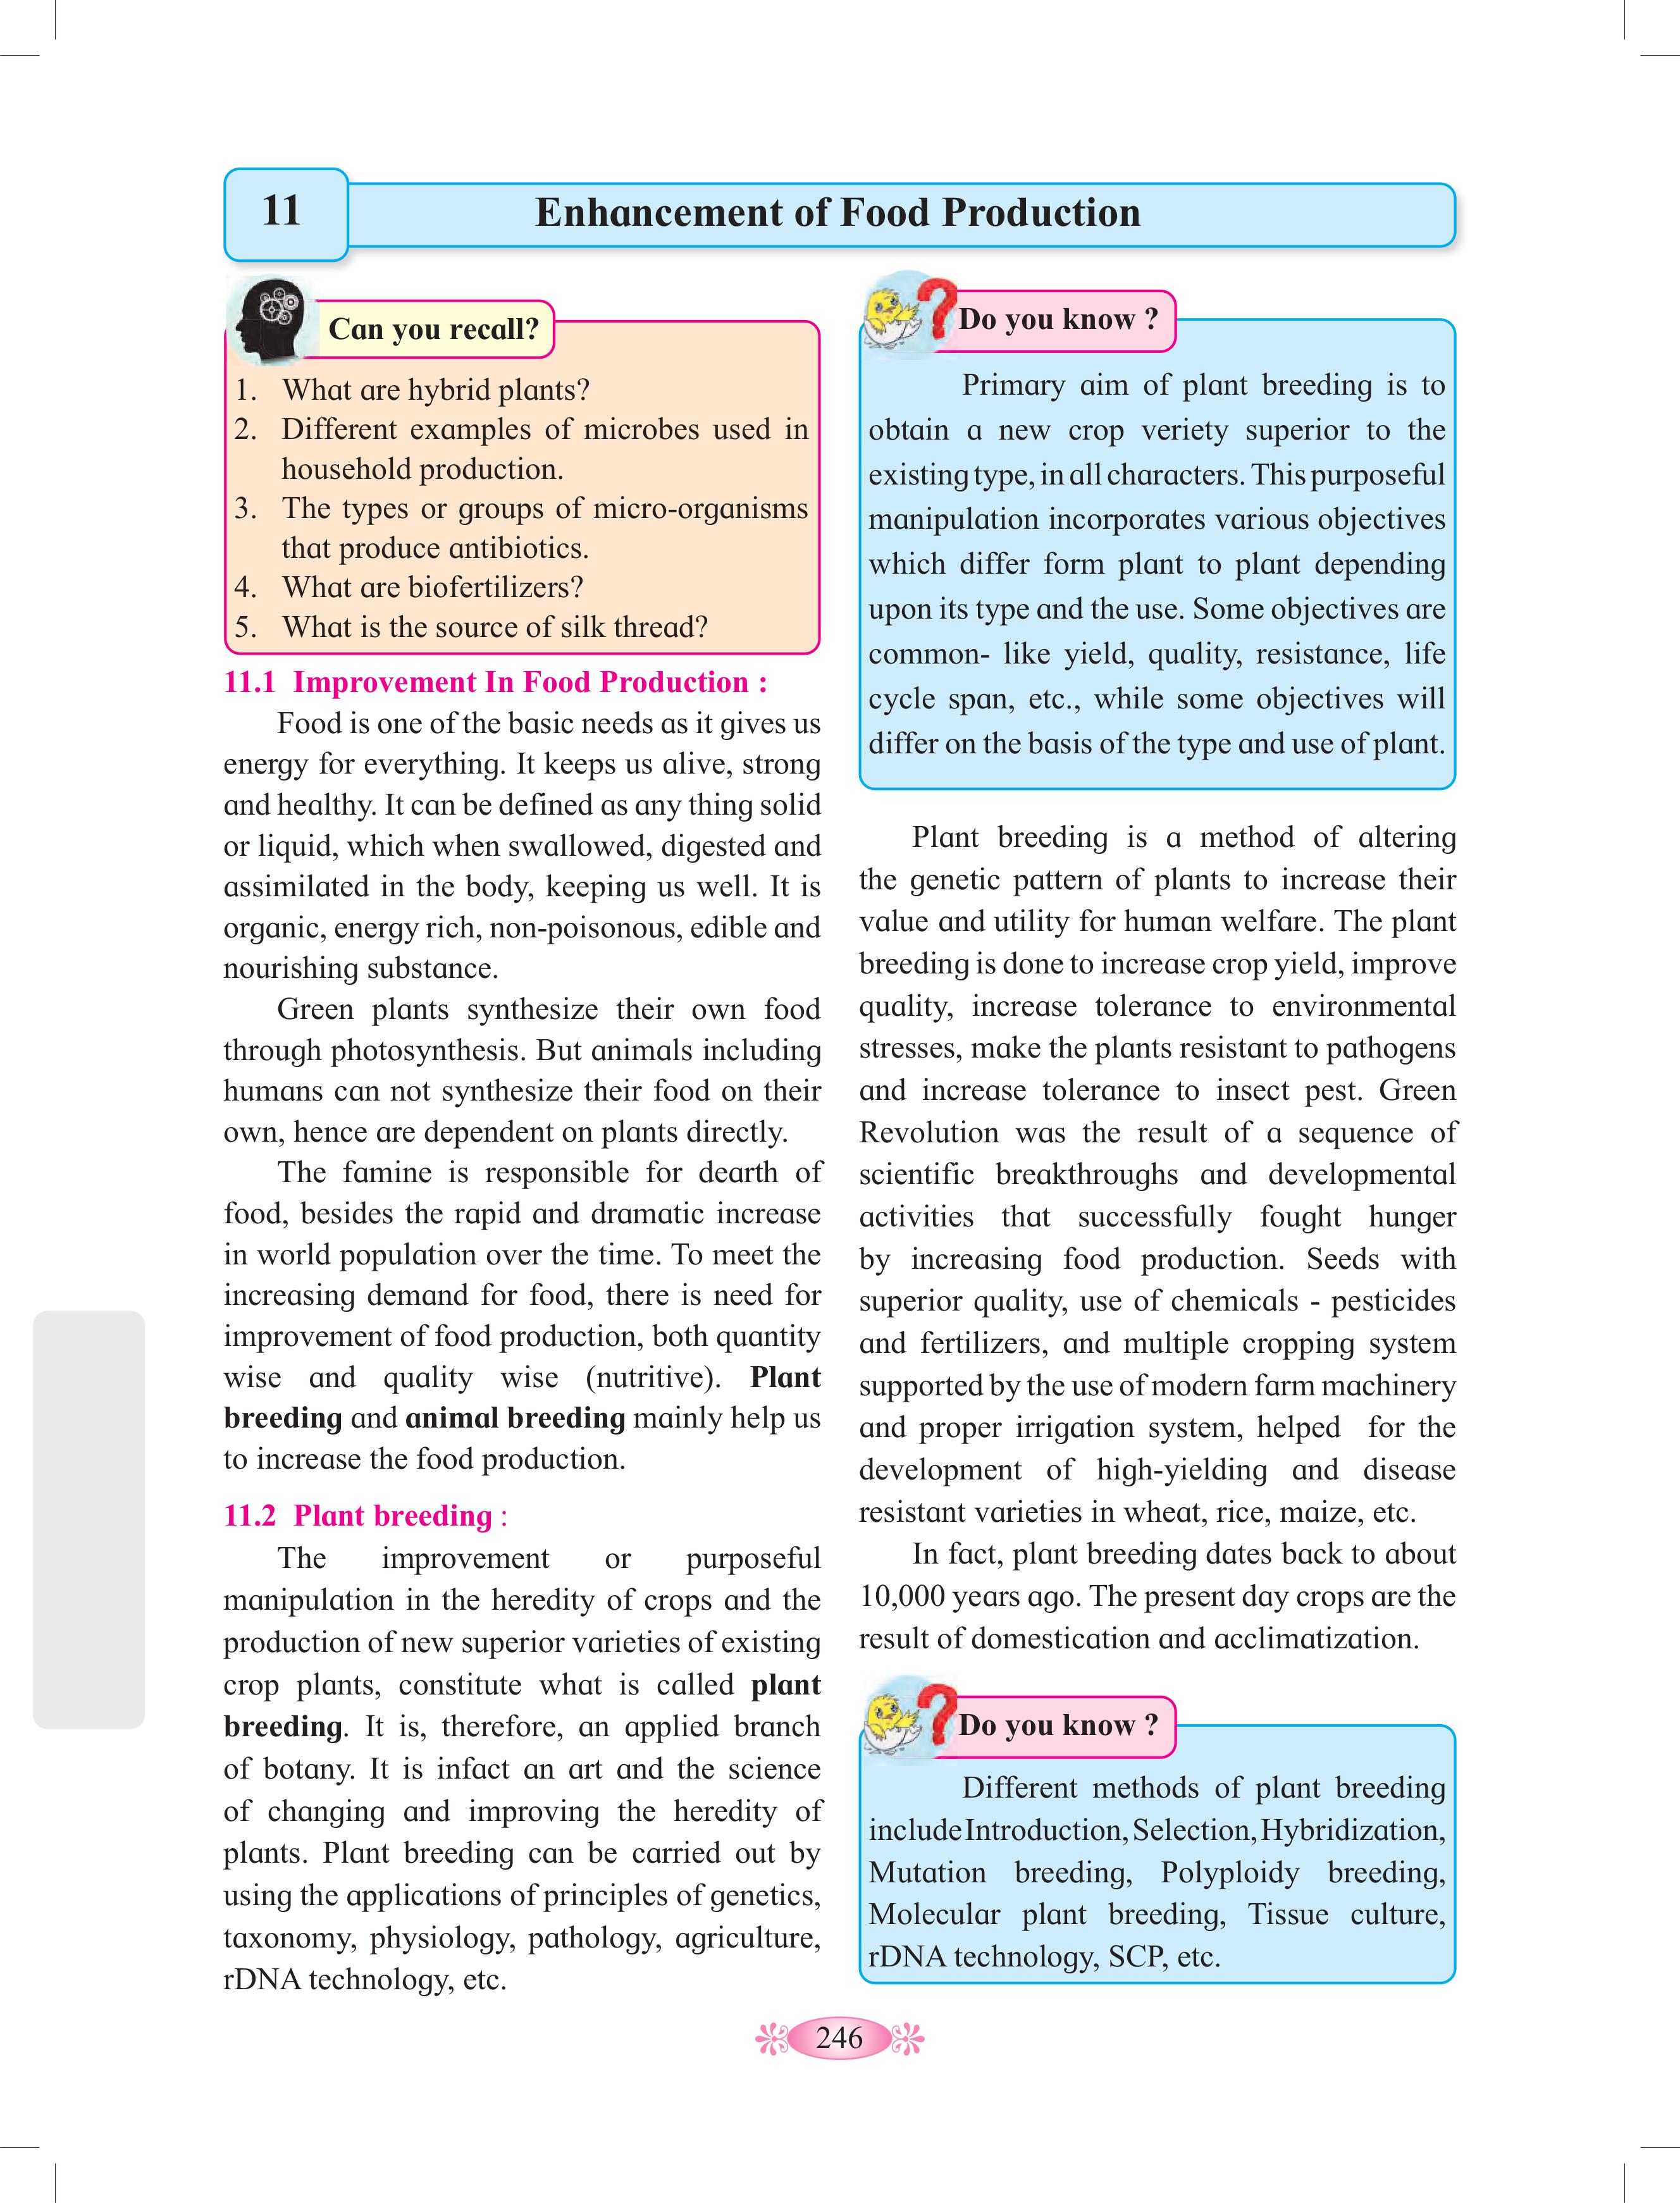 11
Enhancement of Food Production
Can you recall?
1. What are hybrid plants?
2. Different examples of microbes used in
household production.
3. The types or groups of micro-organisms
that produce antibiotics.
4. What are biofertilizers?
5. What is the source of silk thread?
11.1 Improvement In Food Production :
Food is one of the basic needs as it gives us
energy for everything. It keeps us alive, strong
and healthy. It can be defined as any thing solid
or liquid, which when swallowed, digested and
assimilated in the body, keeping us well. It is
organic, energy rich, non-poisonous, edible and
nourishing substance.
Green plants synthesize their own food
through photosynthesis. But animals including
humans can not synthesize their food on their
own, hence are dependent on plants directly.
The famine is responsible for dearth of
food, besides the rapid and dramatic increase
in world population over the time. To meet the
increasing demand for food, there is need for
improvement of food production, both quantity
wise and quality wise (nutritive). Plant
breeding and animal breeding mainly help us
to increase the food production.
11.2 Plant breeding :
The improvement or purposeful
manipulation in the heredity of crops and the
production of new superior varieties of existing
crop plants, constitute what is called plant
breeding. It is, therefore, an applied branch
of botany. It is infact an art and the science
of changing and improving the heredity of
plants. Plant breeding can be carried out by
using the applications of principles of genetics,
taxonomy, physiology, pathology, agriculture,
rDNA technology, etc.
Do you know ?
Primary aim of plant breeding is to
obtain a new crop veriety superior to the
existing type, in all characters. This purposeful
manipulation incorporates various objectives
which differ form plant to plant depending
upon its type and the use. Some objectives are
common- like yield, quality, resistance, life
cycle span, etc., while some objectives will
differ on the basis of the type and use of plant.
Plant breeding is a method of altering
the genetic pattern of plants to increase their
value and utility for human welfare. The plant
breeding is done to increase crop yield, improve
quality, increase tolerance to environmental
stresses, make the plants resistant to pathogens
and increase tolerance to insect pest. Green
Revolution was the result of a sequence of
scientific breakthroughs and developmental
activities that successfully fought hunger
by increasing food production. Seeds with
superior quality, use of chemicals - pesticides
and fertilizers, and multiple cropping system
supported by the use of modern farm machinery
and proper irrigation system, helped for the
development of high-yielding and disease
resistant varieties in wheat, rice, maize, etc.
In fact, plant breeding dates back to about
10,000 years ago. The present day crops are the
result of domestication and acclimatization.
Do you know ?
Different methods of plant breeding
include Introduction, Selection, Hybridization,
Mutation breeding, Polyploidy breeding,
Molecular plant breeding, Tissue culture,
rDNA technology, SCP, etc.
246